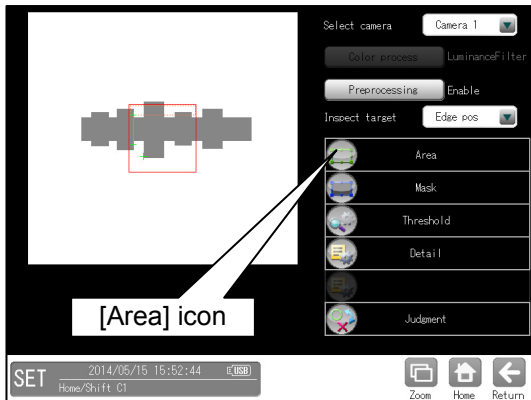 Select camera Camera 1
Color process LuminanceFilter
Preprocessing Enable
Inspect target Edge pos
Area
Mask
Threshold
Detail
Judgment
[Area] icon
SET 2014/05/15 15:52:44 USB
Home/Shift C1
Zoom Home Return